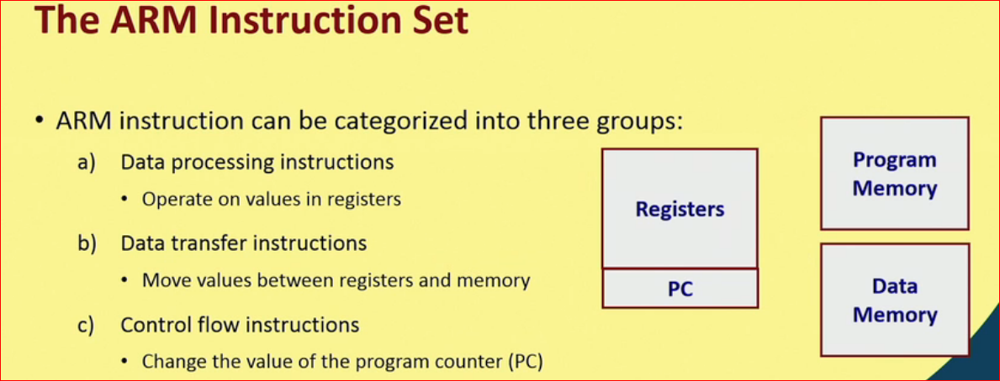 The ARM Instruction Set
• ARM instruction can be categorized into three groups:
a) Data processing instructions
• Operate on values in registers
b) Data transfer instructions
• Move values between registers and memory
c) Control flow instructions
• Change the value of the program counter (PC)
Registers
PC
Program
Memory
Data
Memory